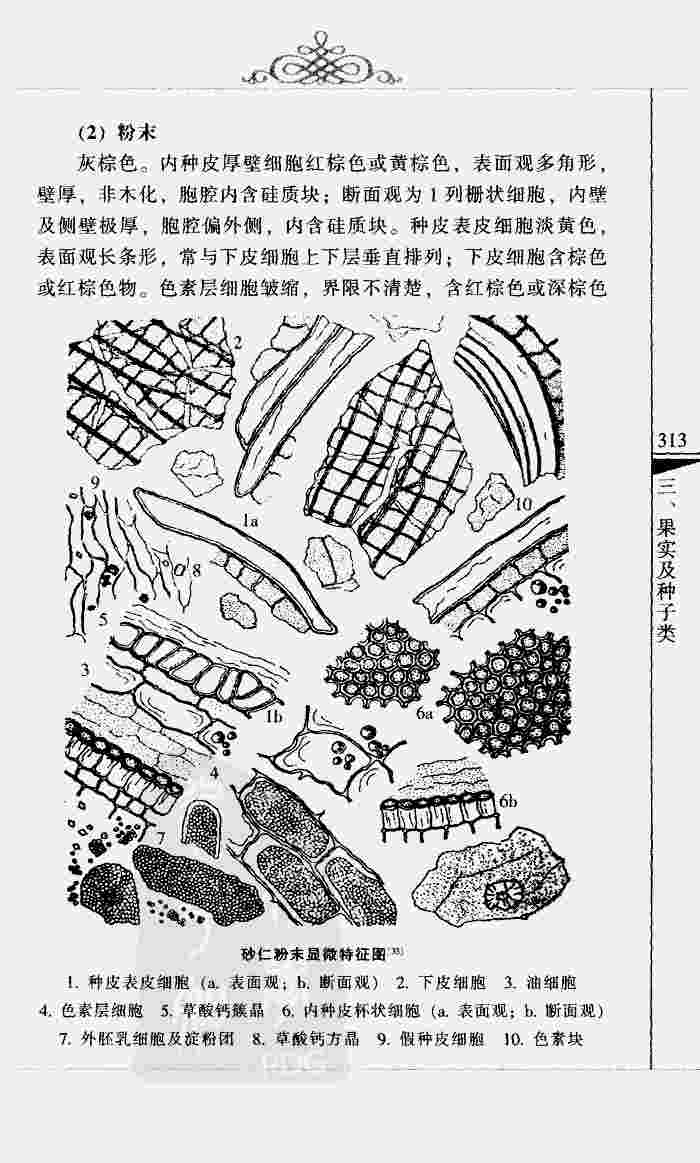 (2) 粉末
灰棕色。内种皮厚壁细胞红棕色或黄棕色，表面观多角形，
壁厚，非木化，胞腔内含硅质块；断面观为 1 列栅状细胞，内壁
及侧壁极厚，胞腔偏外侧，内含硅质块。种皮表皮细胞淡黄色，
表面观长条形，常与下皮细胞上下层垂直排列；下皮细胞含棕色
或红棕色物。色素层细胞皱缩，界限不清楚，含红棕色或深棕色
2
313
三、果实及种子类
9
1a
10
8
5
3
1b
6a
4
6b
7
砂仁粉末显微特征图〔35〕
1. 种皮表皮细胞 (a. 表面观；b. 断面观) 2. 下皮细胞 3. 油细胞
4. 色素层细胞 5. 草酸钙簇晶 6. 内种皮杯状细胞 (a. 表面观；b. 断面观)
7. 外胚乳细胞及淀粉团 8. 草酸钙方晶 9. 假种皮细胞 10. 色素块
PDG